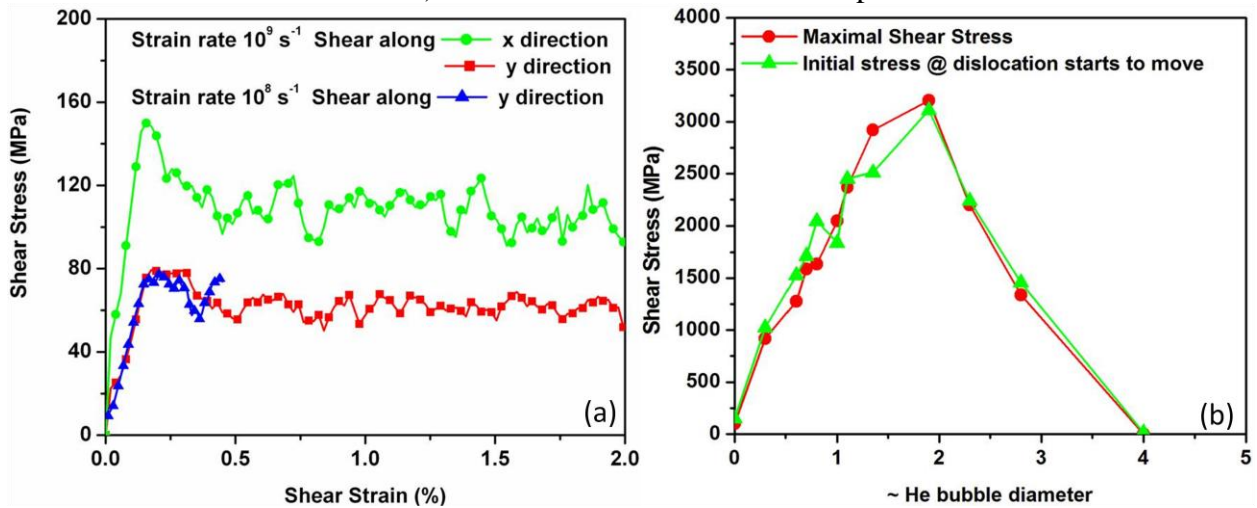 200
160
120
80
40
0
Shear Stress (MPa)
Strain rate 10⁹ s⁻¹ Shear along x direction
y direction
Strain rate 10⁸ s⁻¹ Shear along y direction
(a)
0.0 0.5 1.0 1.5 2.0
Shear Strain (%)
4000
3500
3000
2500
2000
1500
1000
500
0
Shear Stress (MPa)
Maximal Shear Stress
Initial stress @ dislocation starts to move
(b)
0 1 2 3 4 5
~ He bubble diameter